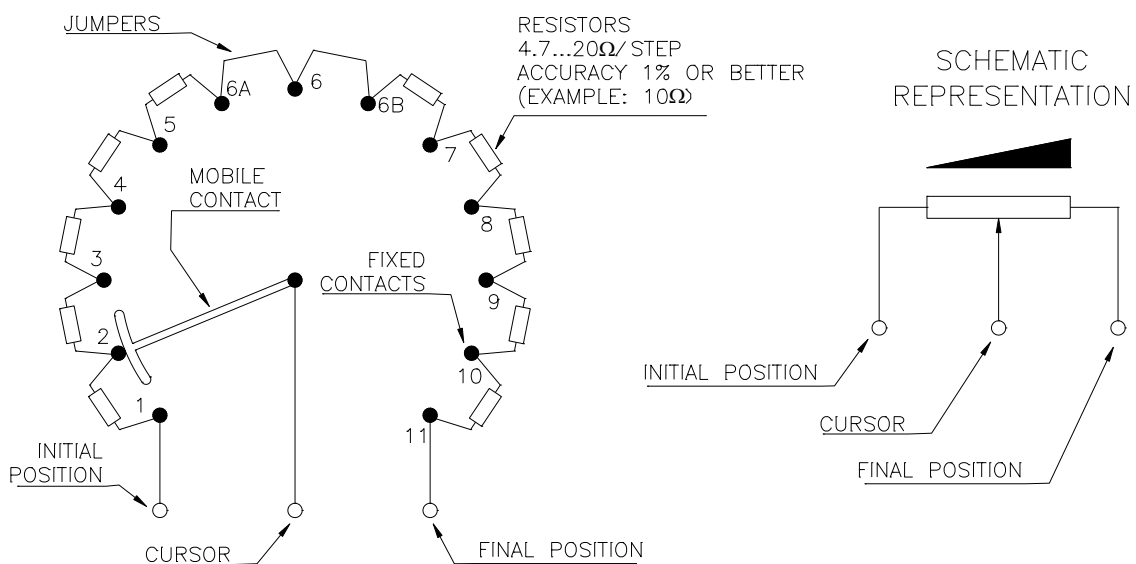 JUMPERS
RESISTORS
4.7...20Ω/STEP
ACCURACY 1% OR BETTER
(EXAMPLE: 10Ω)
SCHEMATIC
REPRESENTATION
6A
6
6B
5
7
4
MOBILE
CONTACT
8
3
FIXED
CONTACTS
9
2
10
1
11
INITIAL
POSITION
CURSOR
FINAL POSITION
INITIAL POSITION
CURSOR
FINAL POSITION